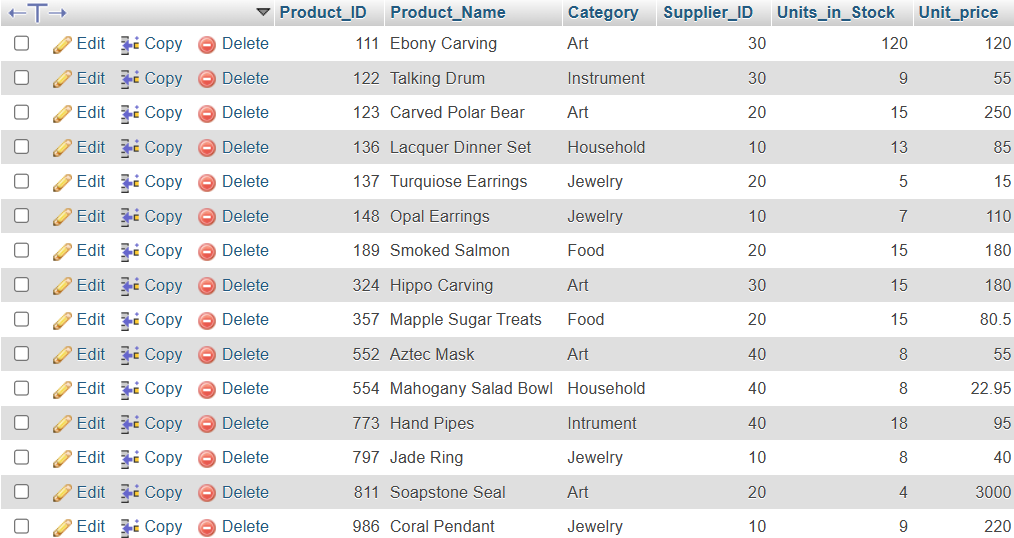 Product_ID Product_Name Category Supplier_ID Units_in_Stock Unit_price
Edit Copy Delete 111 Ebony Carving Art 30 120 120
Edit Copy Delete 122 Talking Drum Instrument 30 9 55
Edit Copy Delete 123 Carved Polar Bear Art 20 15 250
Edit Copy Delete 136 Lacquer Dinner Set Household 10 13 85
Edit Copy Delete 137 Turquiose Earrings Jewelry 20 5 15
Edit Copy Delete 148 Opal Earrings Jewelry 10 7 110
Edit Copy Delete 189 Smoked Salmon Food 20 15 180
Edit Copy Delete 324 Hippo Carving Art 30 15 180
Edit Copy Delete 357 Mapple Sugar Treats Food 20 15 80.5
Edit Copy Delete 552 Aztec Mask Art 40 8 55
Edit Copy Delete 554 Mahogany Salad Bowl Household 40 8 22.95
Edit Copy Delete 773 Hand Pipes Intrument 40 18 95
Edit Copy Delete 797 Jade Ring Jewelry 10 8 40
Edit Copy Delete 811 Soapstone Seal Art 20 4 3000
Edit Copy Delete 986 Coral Pendant Jewelry 10 9 220